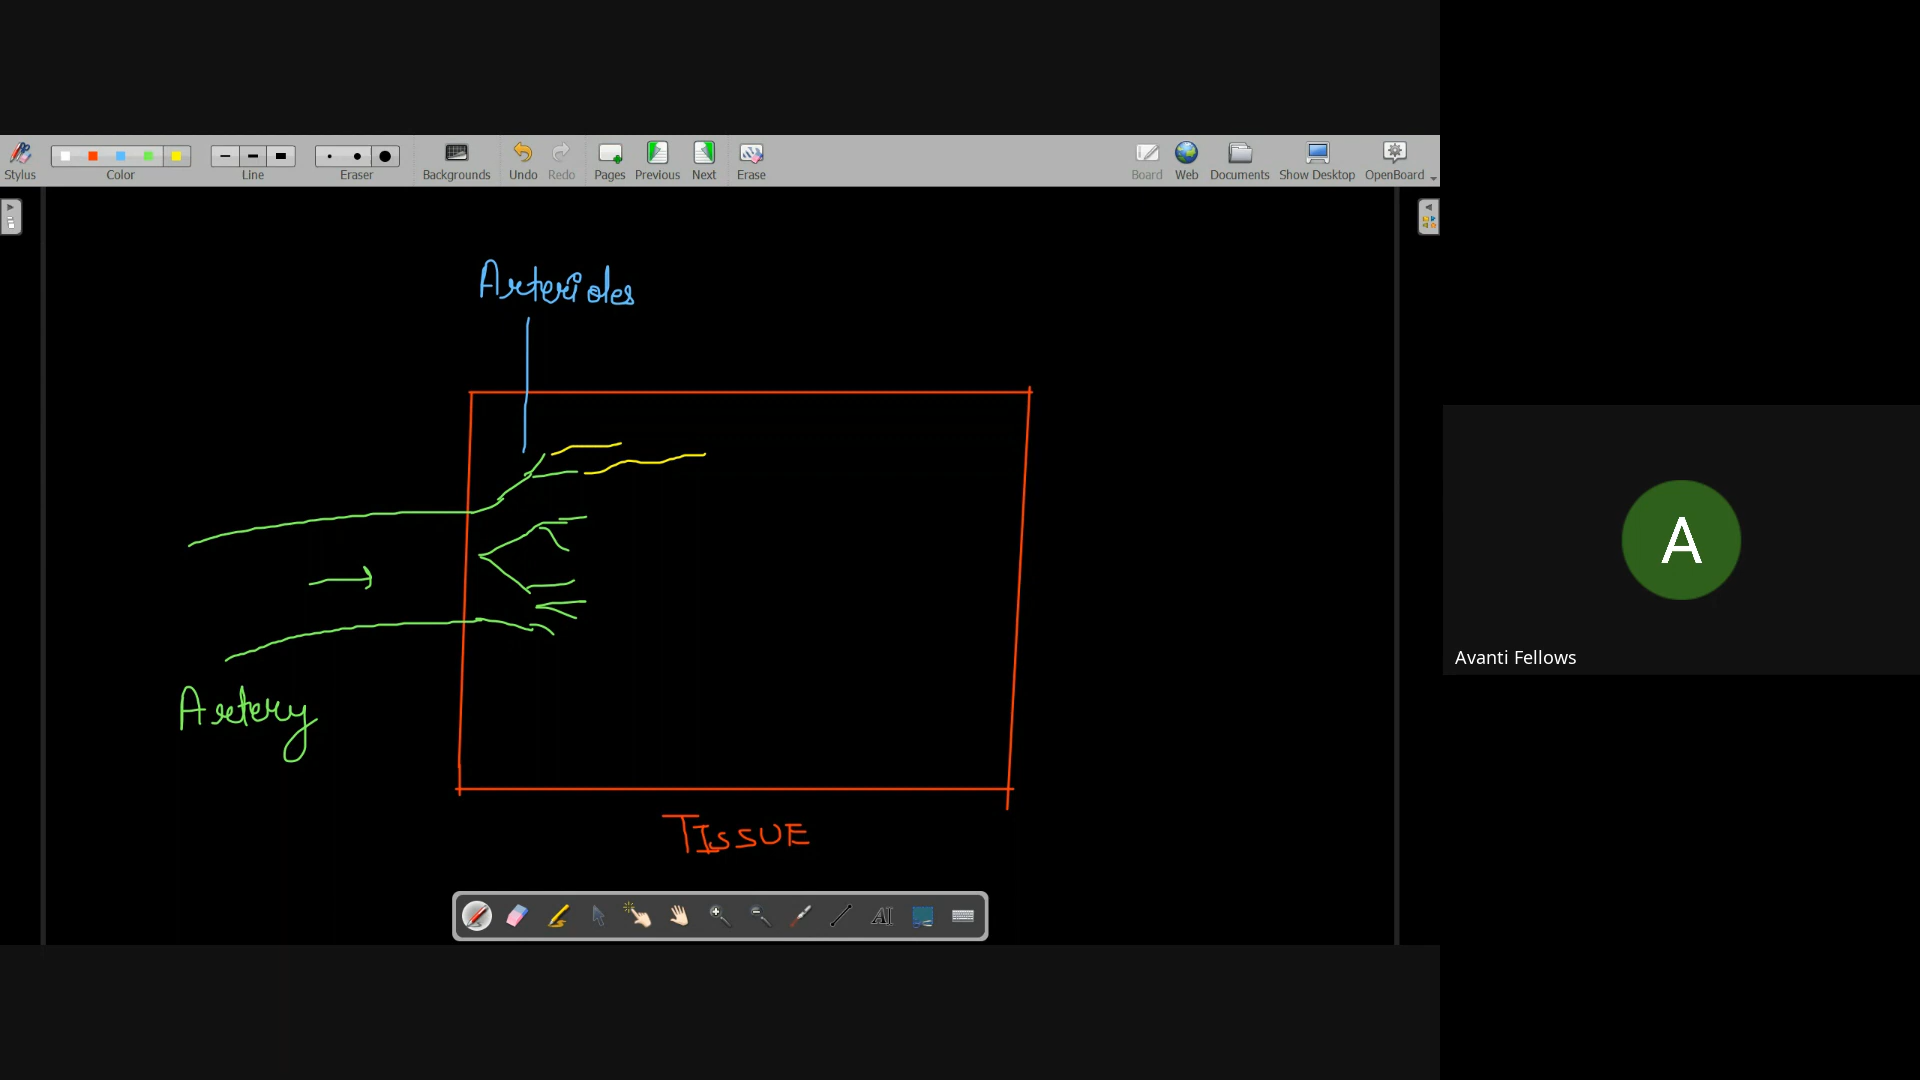 Stylus
Color
Line
Eraser
Backgrounds
Undo
Redo
Pages
Previous
Next
Erase
Board
Web
Documents
Show Desktop
OpenBoard
Arterioles
Artery
TISSUE
A
Avanti Fellows